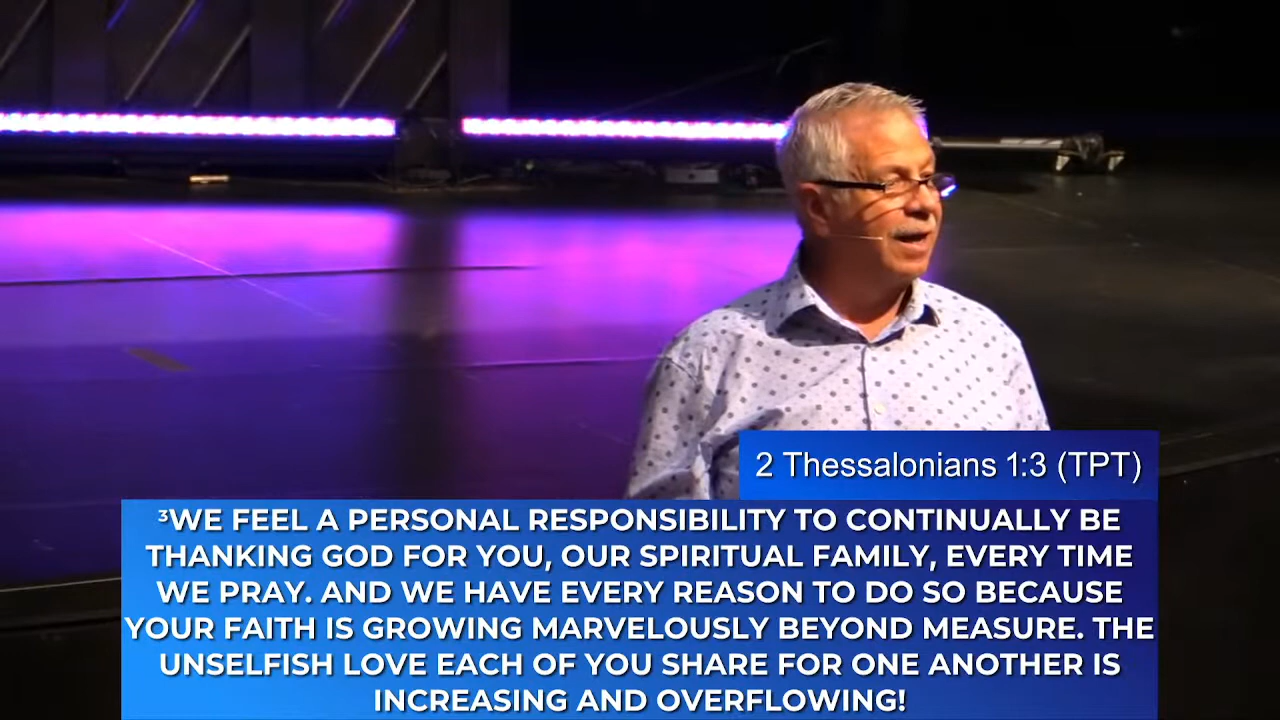 2 Thessalonians 1:3 (TPT)
³WE FEEL A PERSONAL RESPONSIBILITY TO CONTINUALLY BE
THANKING GOD FOR YOU, OUR SPIRITUAL FAMILY, EVERY TIME
WE PRAY. AND WE HAVE EVERY REASON TO DO SO BECAUSE
YOUR FAITH IS GROWING MARVELOUSLY BEYOND MEASURE. THE
UNSELFISH LOVE EACH OF YOU SHARE FOR ONE ANOTHER IS
INCREASING AND OVERFLOWING!